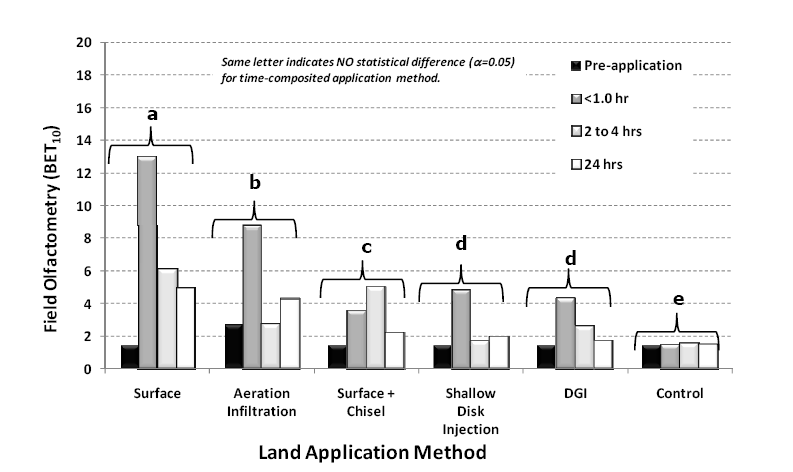 20
18
16
14
12
10
8
6
4
2
0
Field Olfactometry (BET10)
Same letter indicates NO statistical difference (α=0.05)
for time-composited application method.
Pre-application
<1.0 hr
2 to 4 hrs
24 hrs
a
b
c
d
d
e
Surface
Aeration
Infiltration
Surface +
Chisel
Shallow
Disk
Injection
DGI
Control
Land Application Method